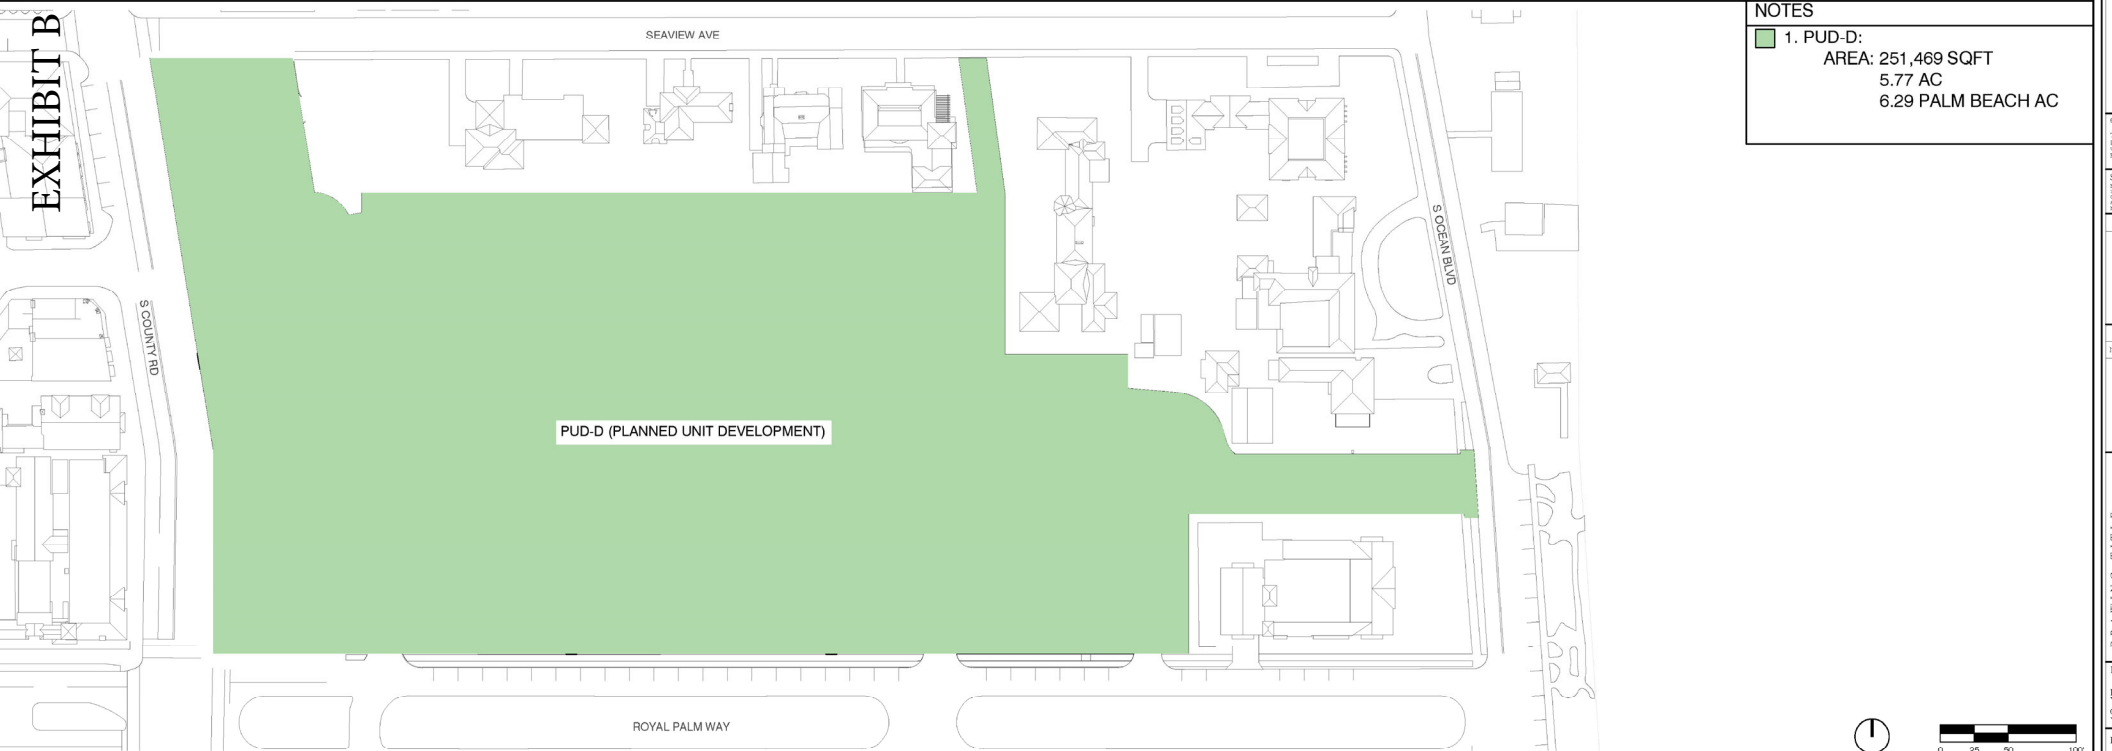 EXHIBIT B
SEAVIEW AVE
NOTES
1. PUD-D:
AREA: 251,469 SQFT
5.77 AC
6.29 PALM BEACH AC
S OCEAN BLVD
S COUNTY RD
PUD-D (PLANNED UNIT DEVELOPMENT)
ROYAL PALM WAY
0 25 50 100'